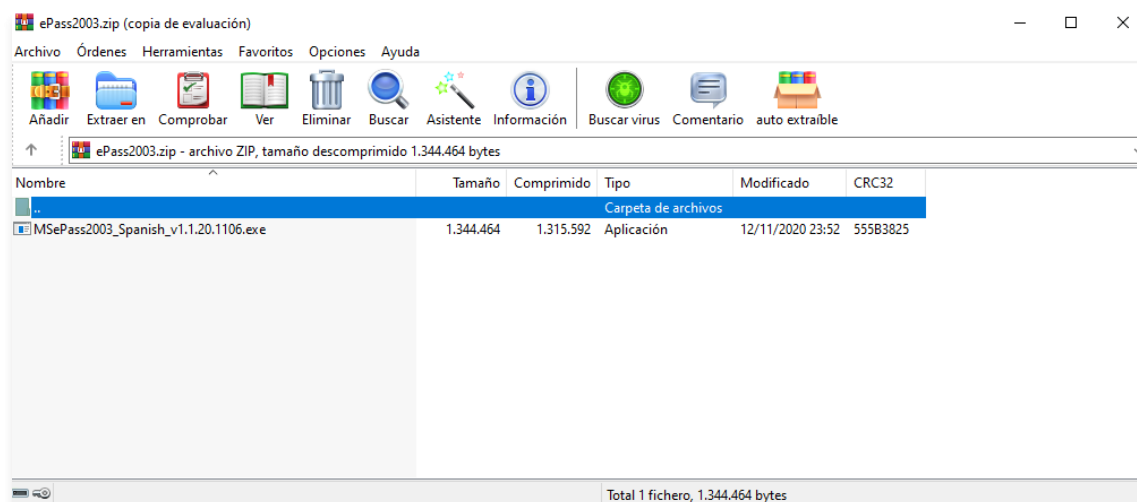 ePass2003.zip (copia de evaluación)
Archivo Órdenes Herramientas Favoritos Opciones Ayuda
Añadir Extraer en Comprobar Ver Eliminar Buscar Asistente Información Buscar virus Comentario auto extraíble
ePass2003.zip - archivo ZIP, tamaño descomprimido 1.344.464 bytes
Nombre Tamaño Comprimido Tipo Modificado CRC32
.. Carpeta de archivos
MSePass2003_Spanish_v1.1.20.1106.exe 1.344.464 1.315.592 Aplicación 12/11/2020 23:52 555B3825
Total 1 fichero, 1.344.464 bytes